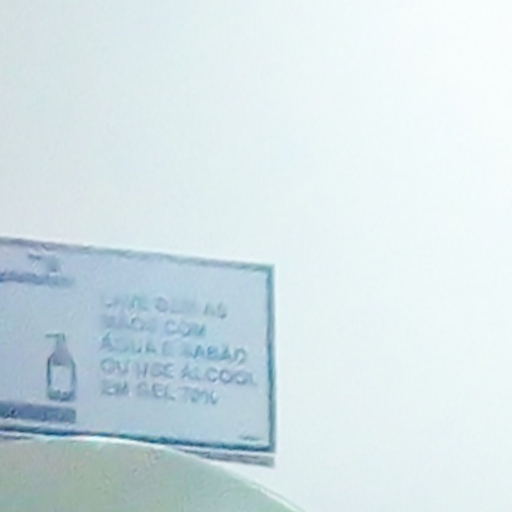 LAVE BEM AS
MÃOS COM
ÁGUA E SABÃO
OU USE ÁLCOOL
EM GEL 70%